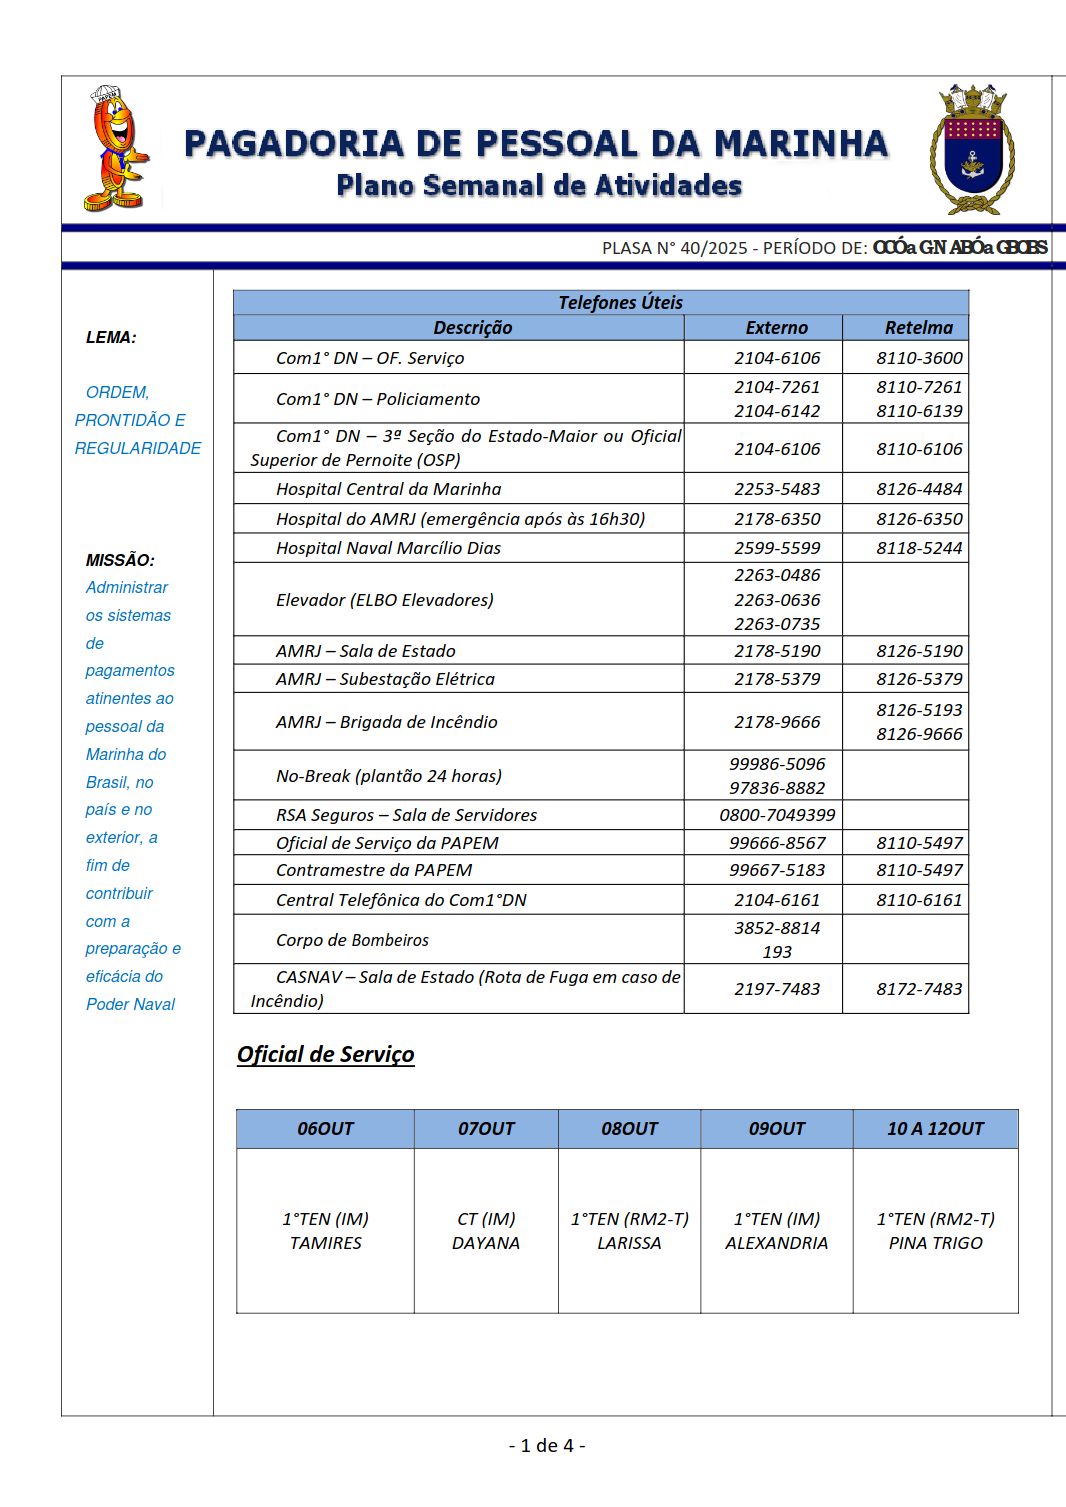 PAPEM
PAGADORIA DE PESSOAL DA MARINHA
Plano Semanal de Atividades
PLASA N° 40/2025 - PERÍODO DE:
LEMA:
ORDEM,
PRONTIDÃO E
REGULARIDADE
MISSÃO:
Administrar
os sistemas
de
pagamentos
atinentes ao
pessoal da
Marinha do
Brasil, no
país e no
exterior, a
fim de
contribuir
com a
preparação e
eficácia do
Poder Naval
Telefones Úteis
Descrição Externo Retelma
Com1° DN – OF. Serviço 2104-6106 8110-3600
Com1° DN – Policiamento 2104-7261 8110-7261
2104-6142 8110-6139
Com1° DN – 3ª Seção do Estado-Maior ou Oficial
Superior de Pernoite (OSP) 2104-6106 8110-6106
Hospital Central da Marinha 2253-5483 8126-4484
Hospital do AMRJ (emergência após às 16h30) 2178-6350 8126-6350
Hospital Naval Marcílio Dias 2599-5599 8118-5244
2263-0486
Elevador (ELBO Elevadores) 2263-0636
2263-0735
AMRJ – Sala de Estado 2178-5190 8126-5190
AMRJ – Subestação Elétrica 2178-5379 8126-5379
AMRJ – Brigada de Incêndio 2178-9666 8126-5193
8126-9666
No-Break (plantão 24 horas) 99986-5096
97836-8882
RSA Seguros – Sala de Servidores 0800-7049399
Oficial de Serviço da PAPEM 99666-8567 8110-5497
Contramestre da PAPEM 99667-5183 8110-5497
Central Telefônica do Com1°DN 2104-6161 8110-6161
Corpo de Bombeiros 3852-8814
193
CASNAV – Sala de Estado (Rota de Fuga em caso de
Incêndio) 2197-7483 8172-7483
Oficial de Serviço
06OUT 07OUT 08OUT 09OUT 10 A 12OUT
1°TEN (IM) CT (IM) 1°TEN (RM2-T) 1°TEN (IM) 1°TEN (RM2-T)
TAMIRES DAYANA LARISSA ALEXANDRIA PINA TRIGO
- 1 de 4 -